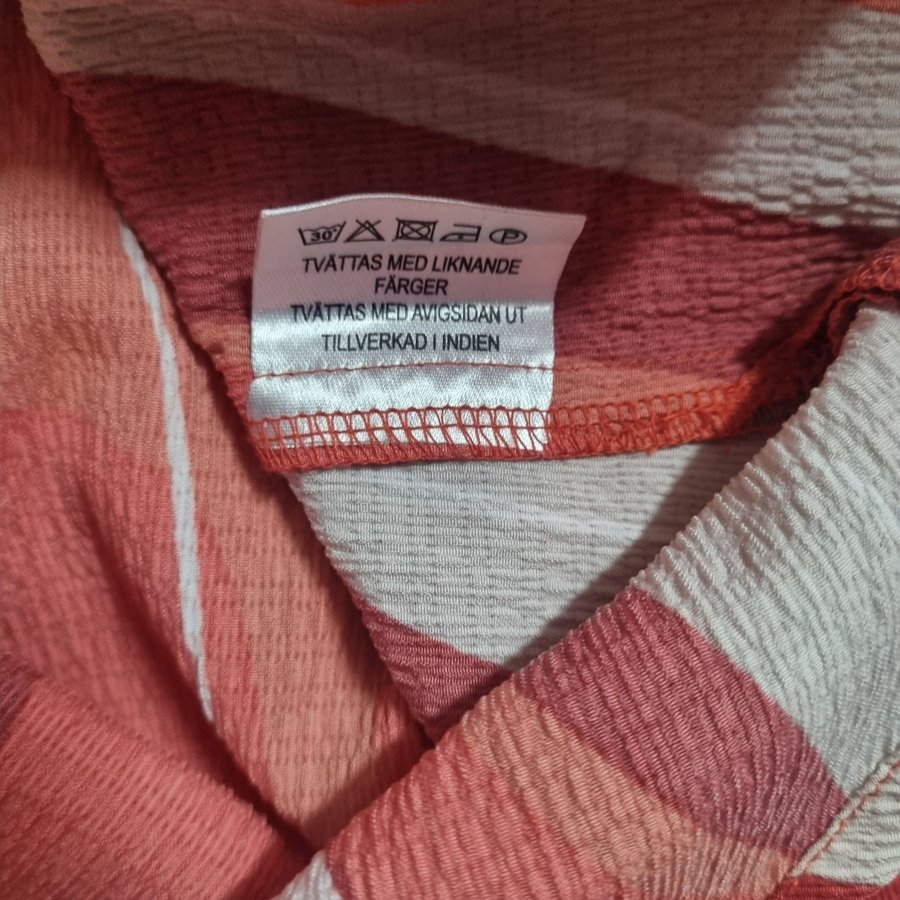 30°
P
TVÄTTAS MED LIKNANDE
FÄRGER
TVÄTTAS MED AVIGSIDAN UT
TILLVERKAD I INDIEN